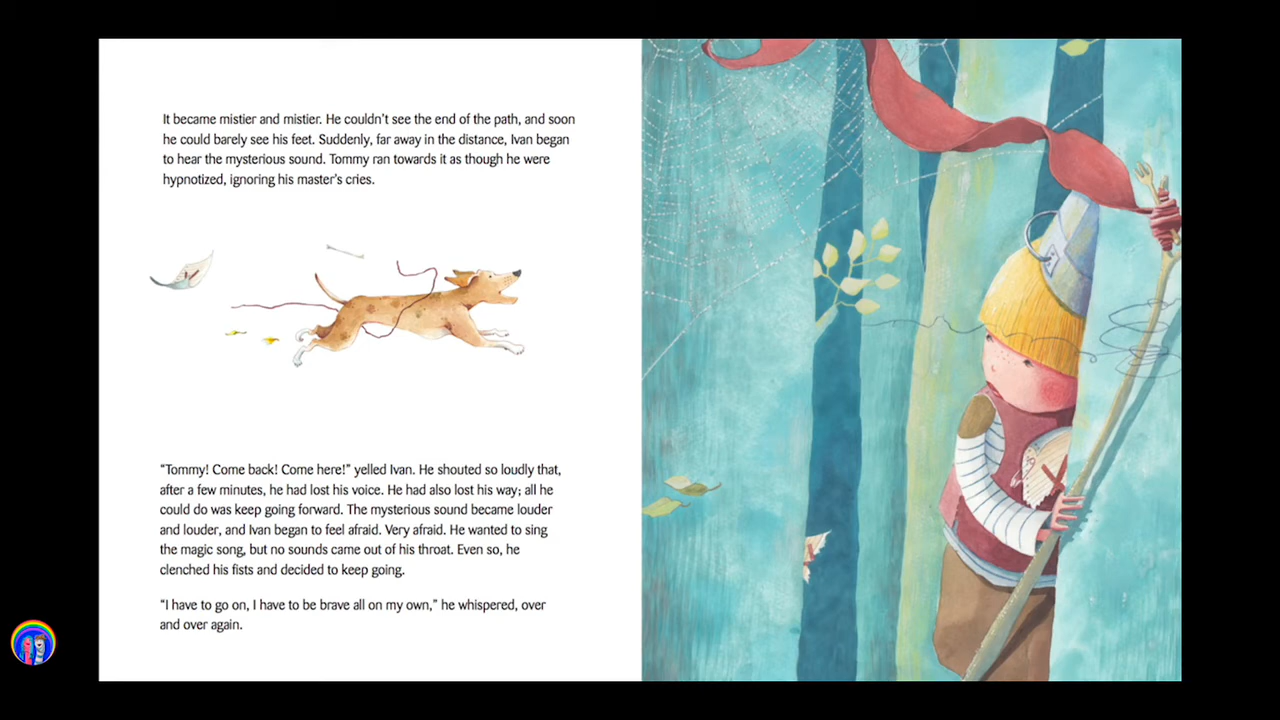 It became mistier and mistier. He couldn't see the end of the path, and soon
he could barely see his feet. Suddenly, far away in the distance, Ivan began
to hear the mysterious sound. Tommy ran towards it as though he were
hypnotized, ignoring his master's cries.
“Tommy! Come back! Come here!” yelled Ivan. He shouted so loudly that,
after a few minutes, he had lost his voice. He had also lost his way; all he
could do was keep going forward. The mysterious sound became louder
and louder, and Ivan began to feel afraid. Very afraid. He wanted to sing
the magic song, but no sounds came out of his throat. Even so, he
clenched his fists and decided to keep going.
“I have to go on, I have to be brave all on my own,” he whispered, over
and over again.